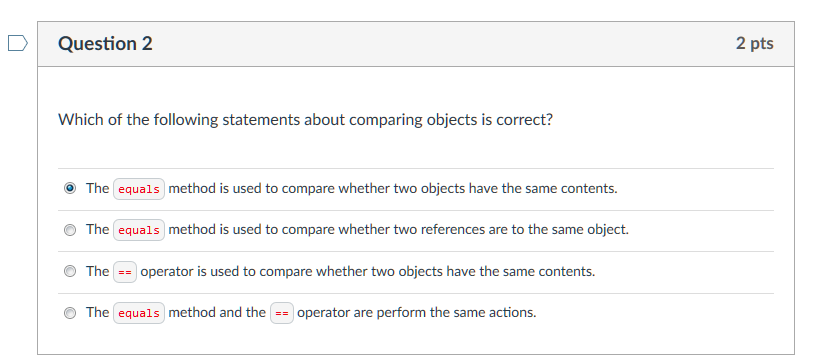 Question 2
2 pts
Which of the following statements about comparing objects is correct?
The equals method is used to compare whether two objects have the same contents.
The equals method is used to compare whether two references are to the same object.
The == operator is used to compare whether two objects have the same contents.
The equals method and the == operator are perform the same actions.